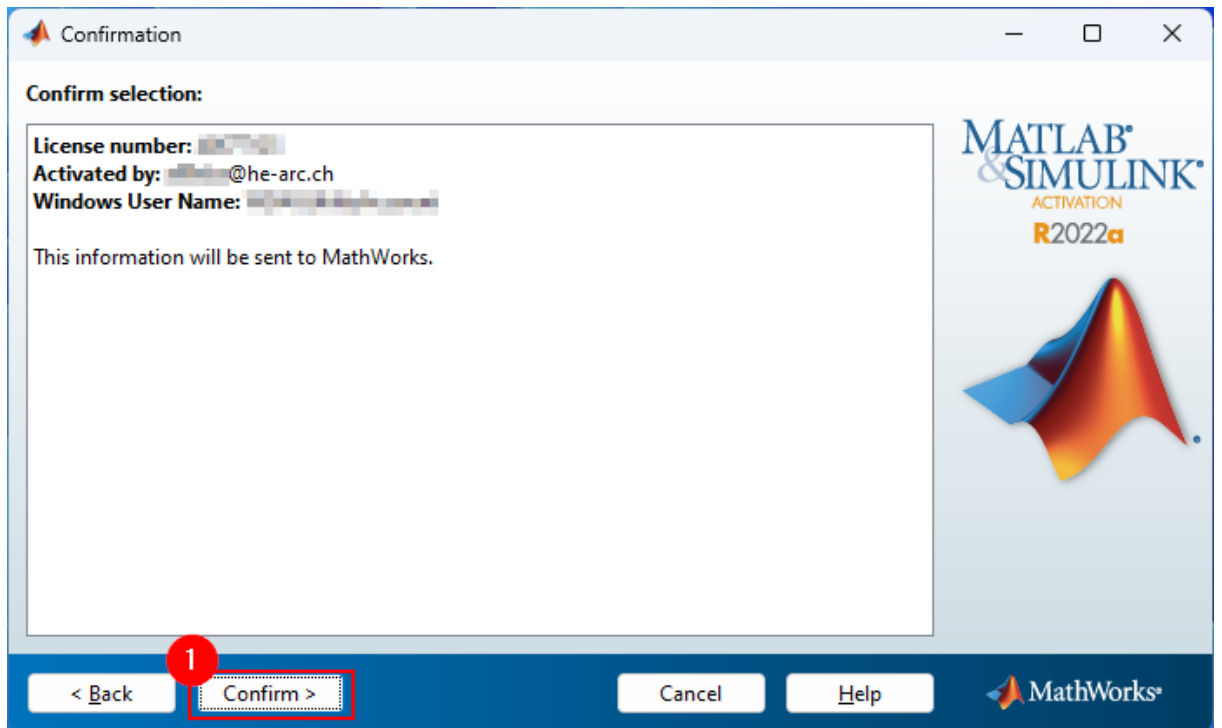 Confirmation
Confirm selection:
License number:
Activated by: @he-arc.ch
Windows User Name:
This information will be sent to MathWorks.
MATLAB®
&SIMULINK®
ACTIVATION
R2022a
1
< Back
Confirm >
Cancel
Help
MathWorks®